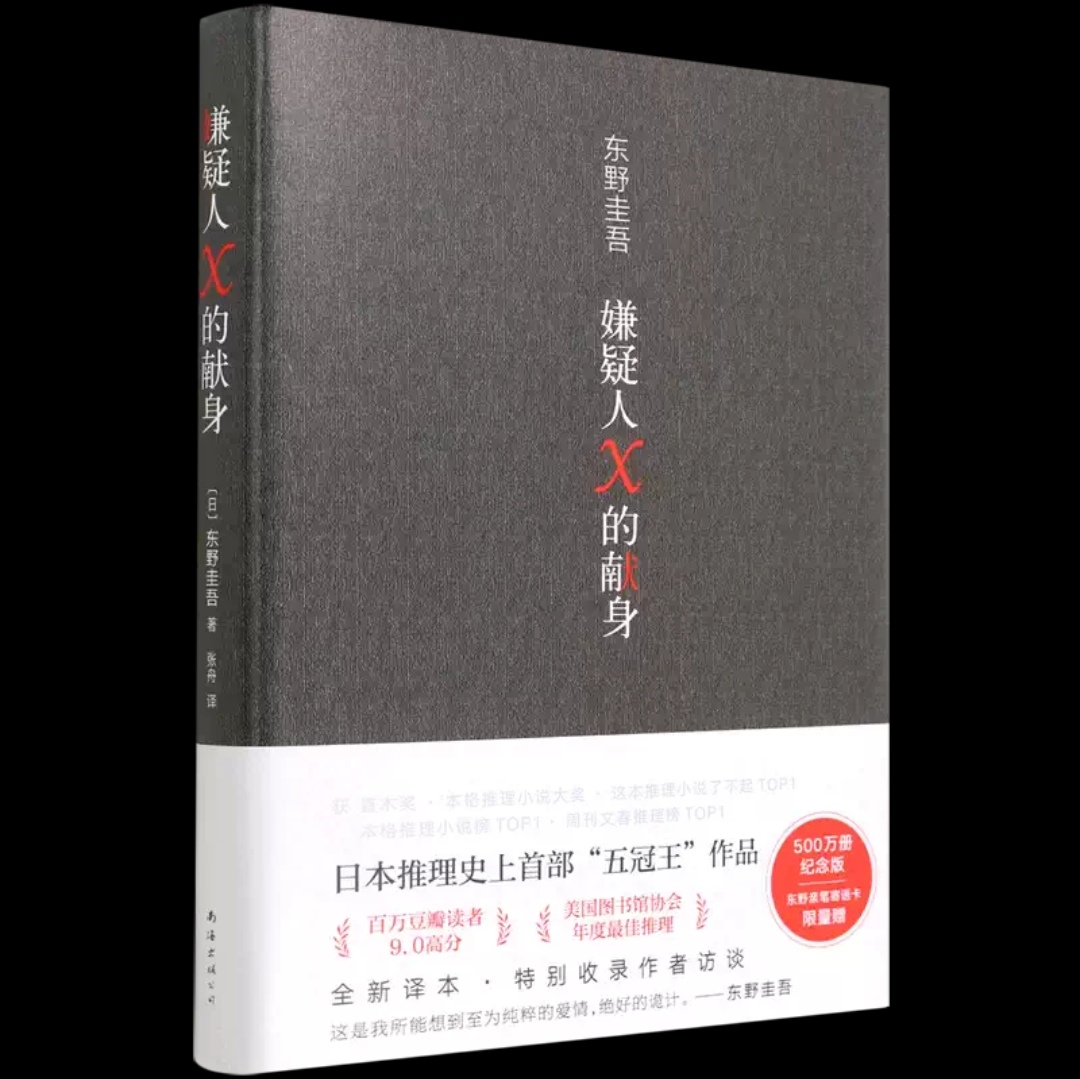 嫌疑人X的献身
［日］东野圭吾 著 张舟 译
南海出版公司
东野圭吾
嫌疑人X的献身
获 直木奖 · 本格推理小说大奖 · 这本推理小说了不起 TOP1
本格推理小说榜 TOP1 · 周刊文春推理榜 TOP1
日本推理史上首部“五冠王”作品
百万豆瓣读者
9.0高分
美国图书馆协会
年度最佳推理
500万册
纪念版
东野亲笔寄语卡
限量赠
全新译本 · 特别收录作者访谈
这是我所能想到至为纯粹的爱情，绝好的诡计。——东野圭吾